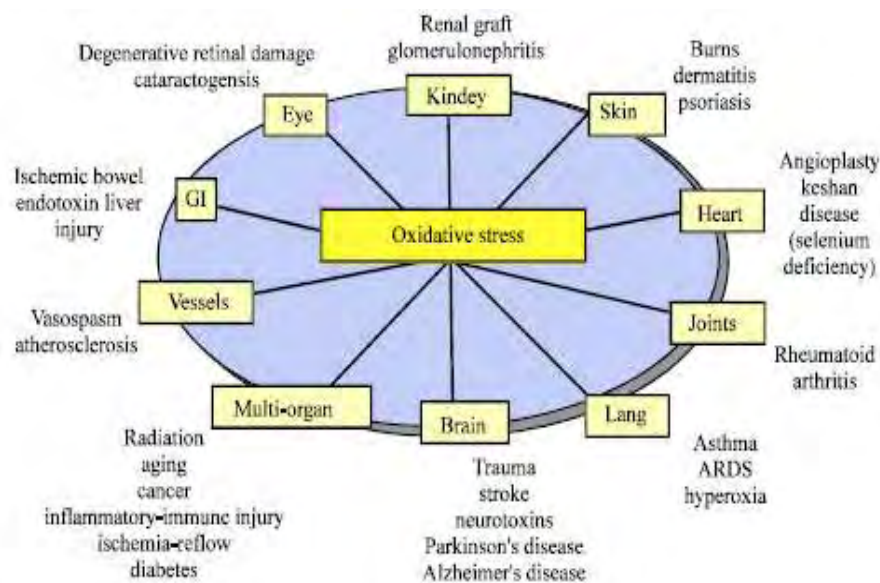 Renal graft
glomerulonephritis
Kindey
Degenerative retinal damage
cataractogensis
Eye
Burns
dermatitis
psoriasis
Skin
Ischemic bowel
endotoxin liver
injury
GI
Angioplasty
keshan
disease
(selenium
deficiency)
Heart
Oxidative stress
Vessels
Vasospasm
atherosclerosis
Joints
Rheumatoid
arthritis
Multi-organ
Radiation
aging
cancer
inflammatory-immune injury
ischemia-reflow
diabetes
Brain
Trauma
stroke
neurotoxins
Parkinson's disease
Alzheimer's disease
Lang
Asthma
ARDS
hyperoxia